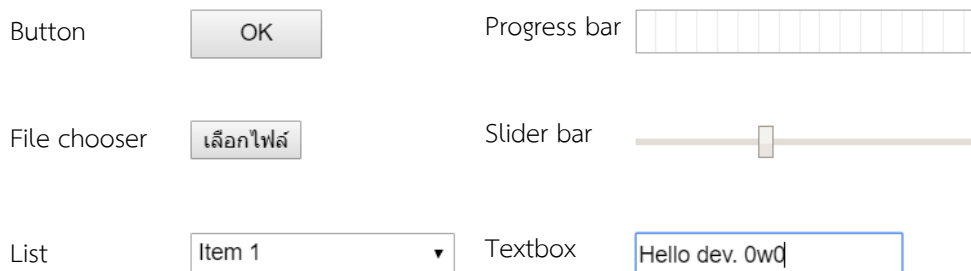 Button
OK
Progress bar
File chooser
เลือกไฟล์
Slider bar
List
Item 1
Textbox
Hello dev. 0w0